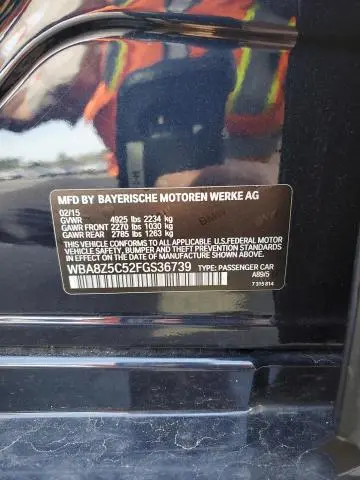 MFD BY BAYERISCHE MOTOREN WERKE AG
02/15
GVWR 4925 lbs 2234 kg
GAWR FRONT 2270 lbs 1030 kg
GAWR REAR 2785 lbs 1263 kg
THIS VEHICLE CONFORMS TO ALL APPLICABLE U.S. FEDERAL MOTOR
VEHICLE SAFETY, BUMPER AND THEFT PREVENTION STANDARDS
IN EFFECT ON THE DATE OF MANUFACTURE SHOWN ABOVE.
WBA8Z5C52FGS36739 TYPE: PASSENGER CAR
A89/5
7 315 814